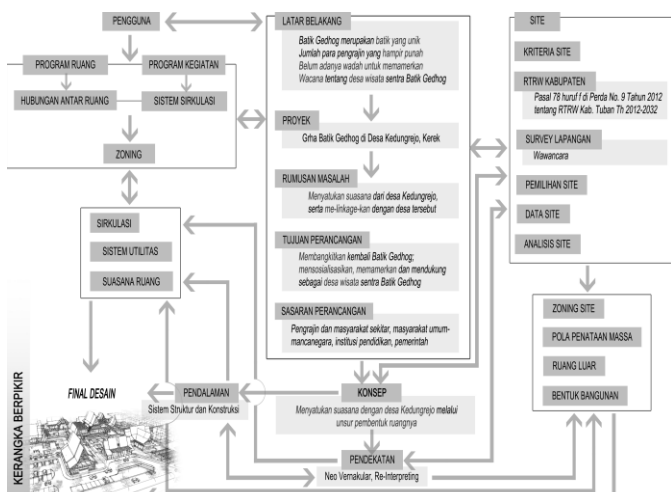 PENGGUNA
PROGRAM RUANG
PROGRAM KEGIATAN
HUBUNGAN ANTAR RUANG
SISTEM SIRKULASI
ZONING
SIRKULASI
SISTEM UTILITAS
SUASANA RUANG
KERANGKA BERPIKIR
FINAL DESAIN
LATAR BELAKANG
Batik Gedhog merupakan batik yang unik
Jumlah para pengrajin yang hampir punah
Belum adanya wadah untuk memamerkan
Wacana tentang desa wisata sentra Batik Gedhog
PROYEK
Grha Batik Gedhog di Desa Kedungrejo, Kerek
RUMUSAN MASALAH
Menyatukan suasana dari desa Kedungrejo,
serta me-linkage-kan dengan desa tersebut
TUJUAN PERANCANGAN
Membangkitkan kembali Batik Gedhog;
mensosialisasikan, memamerkan dan mendukung
sebagai desa wisata sentra Batik Gedhog
SASARAN PERANCANGAN
Pengrajin dan masyarakat sekitar, masyarakat umum-
mancanegara, institusi pendidikan, pemerintah
PENDALAMAN
Sistem Struktur dan Konstruksi
KONSEP
Menyatukan suasana dengan desa Kedungrejo melalui
unsur pembentuk ruangnya
PENDEKATAN
Neo Vernakular, Re-Interpreting
SITE
KRITERIA SITE
RTRW KABUPATEN
Pasal 78 huruf f di Perda No. 9 Tahun 2012
tentang RTRW Kab. Tuban Th 2012-2032
SURVEY LAPANGAN
Wawancara
PEMILIHAN SITE
DATA SITE
ANALISIS SITE
ZONING SITE
POLA PENATAAN MASSA
RUANG LUAR
BENTUK BANGUNAN